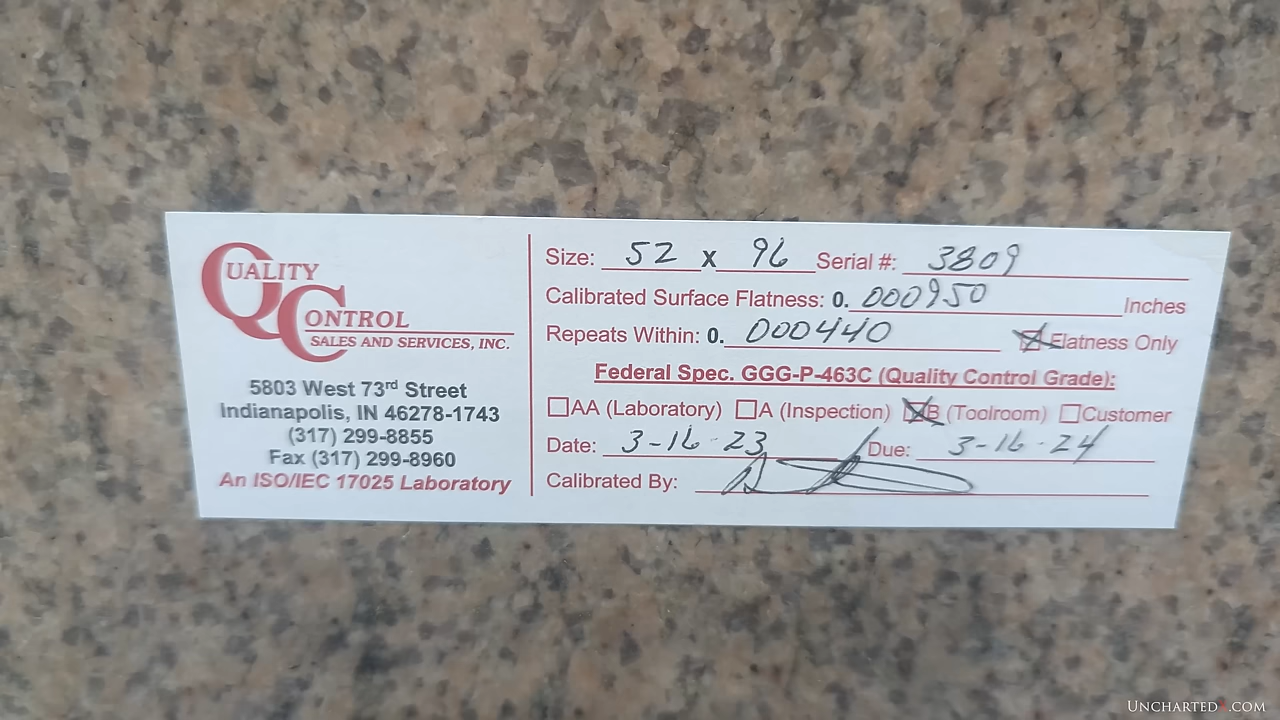 QUALITY
CONTROL
SALES AND SERVICES, INC.
5803 West 73rd Street
Indianapolis, IN 46278-1743
(317) 299-8855
Fax (317) 299-8960
An ISO/IEC 17025 Laboratory
Size: 52 x 96 Serial #: 3809
Calibrated Surface Flatness: 0. 000950 Inches
Repeats Within: 0. 000440 Flatness Only
Federal Spec. GGG-P-463C (Quality Control Grade):
AA (Laboratory) A (Inspection) B (Toolroom) Customer
Date: 3-16-23 Due: 3-16-24
Calibrated By:
UNCHARTEDX.COM